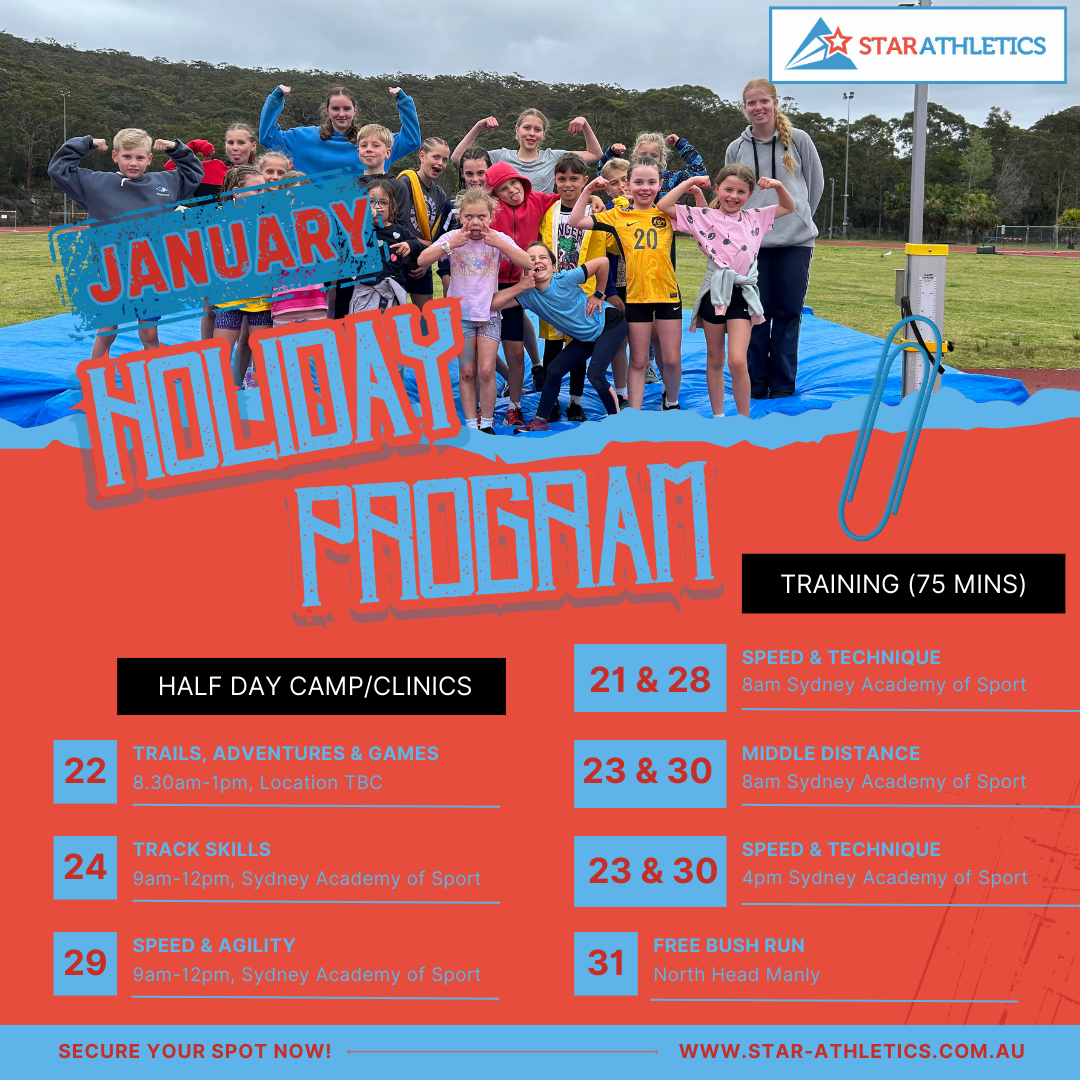 STAR ATHLETICS
JANUARY
HOLIDAY
PROGRAM
20
HALF DAY CAMP/CLINICS
22
TRAILS, ADVENTURES & GAMES
8.30am-1pm, Location TBC
24
TRACK SKILLS
9am-12pm, Sydney Academy of Sport
29
SPEED & AGILITY
9am-12pm, Sydney Academy of Sport
TRAINING (75 MINS)
21 & 28
SPEED & TECHNIQUE
8am Sydney Academy of Sport
23 & 30
MIDDLE DISTANCE
8am Sydney Academy of Sport
23 & 30
SPEED & TECHNIQUE
4pm Sydney Academy of Sport
31
FREE BUSH RUN
North Head Manly
SECURE YOUR SPOT NOW!
WWW.STAR-ATHLETICS.COM.AU